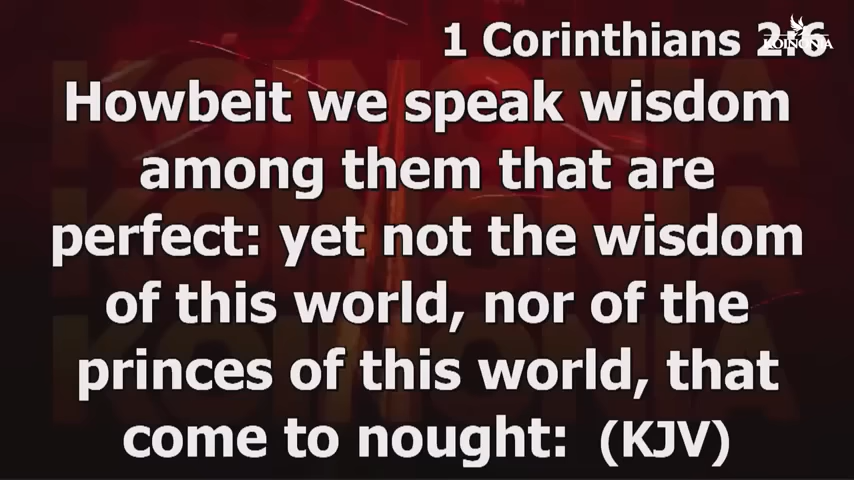 1 Corinthians 2:6
KOINONIA
Howbeit we speak wisdom
among them that are
perfect: yet not the wisdom
of this world, nor of the
princes of this world, that
come to nought: (KJV)